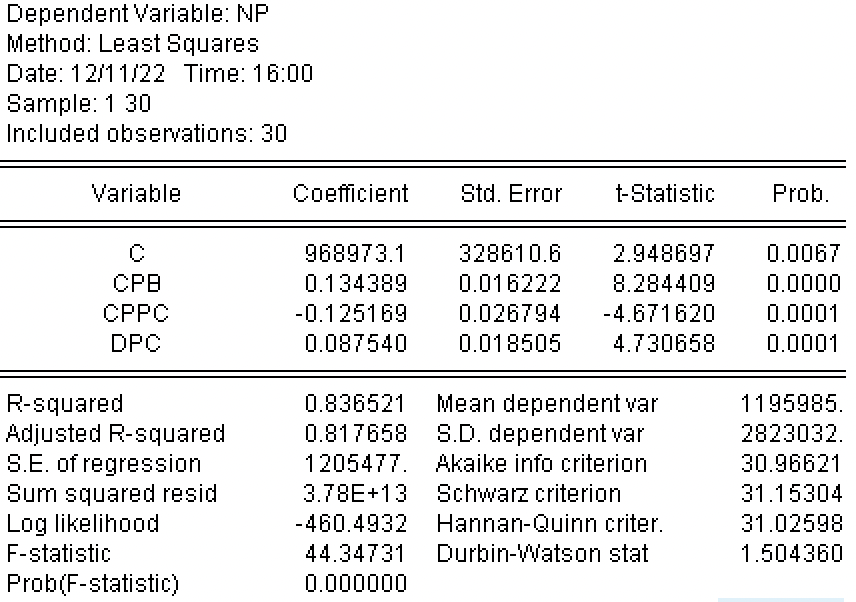 Dependent Variable: NP
Method: Least Squares
Date: 12/11/22 Time: 16:00
Sample: 1 30
Included observations: 30
Variable Coefficient Std. Error t-Statistic Prob.
C 968973.1 328610.6 2.948697 0.0067
CPB 0.134389 0.016222 8.284409 0.0000
CPPC -0.125169 0.026794 -4.671620 0.0001
DPC 0.087540 0.018505 4.730658 0.0001
R-squared 0.836521 Mean dependent var 1195985.
Adjusted R-squared 0.817658 S.D. dependent var 2823032.
S.E. of regression 1205477. Akaike info criterion 30.96621
Sum squared resid 3.78E+13 Schwarz criterion 31.15304
Log likelihood -460.4932 Hannan-Quinn criter. 31.02598
F-statistic 44.34731 Durbin-Watson stat 1.504360
Prob(F-statistic) 0.000000